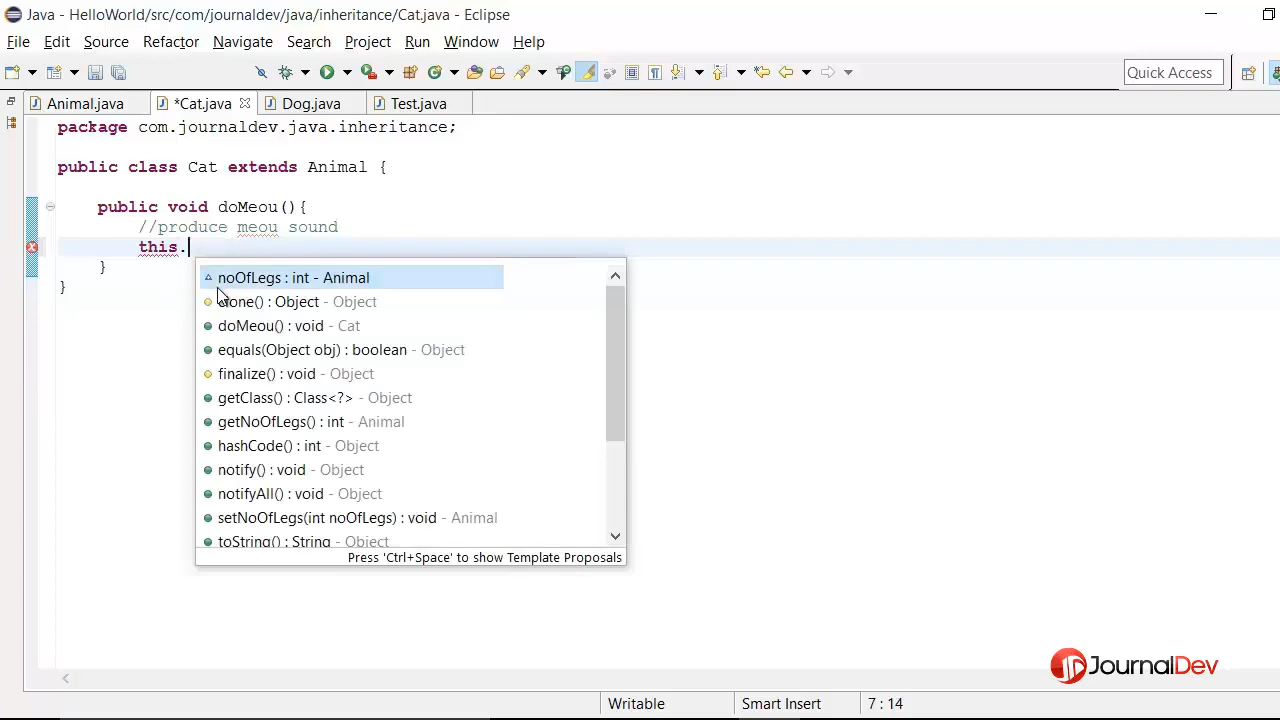 Java - HelloWorld/src/com/journaldev/java/inheritance/Cat.java - Eclipse
File Edit Source Refactor Navigate Search Project Run Window Help
Quick Access
Animal.java *Cat.java Dog.java Test.java
package com.journaldev.java.inheritance;
public class Cat extends Animal {
public void doMeou(){
//produce meou sound
this.
}
}
noOfLegs : int - Animal
clone() : Object - Object
doMeou() : void - Cat
equals(Object obj) : boolean - Object
finalize() : void - Object
getClass() : Class<?> - Object
getNoOfLegs() : int - Animal
hashCode() : int - Object
notify() : void - Object
notifyAll() : void - Object
setNoOfLegs(int noOfLegs) : void - Animal
toString() : String - Object
Press 'Ctrl+Space' to show Template Proposals
JournalDev
Writable Smart Insert 7 : 14